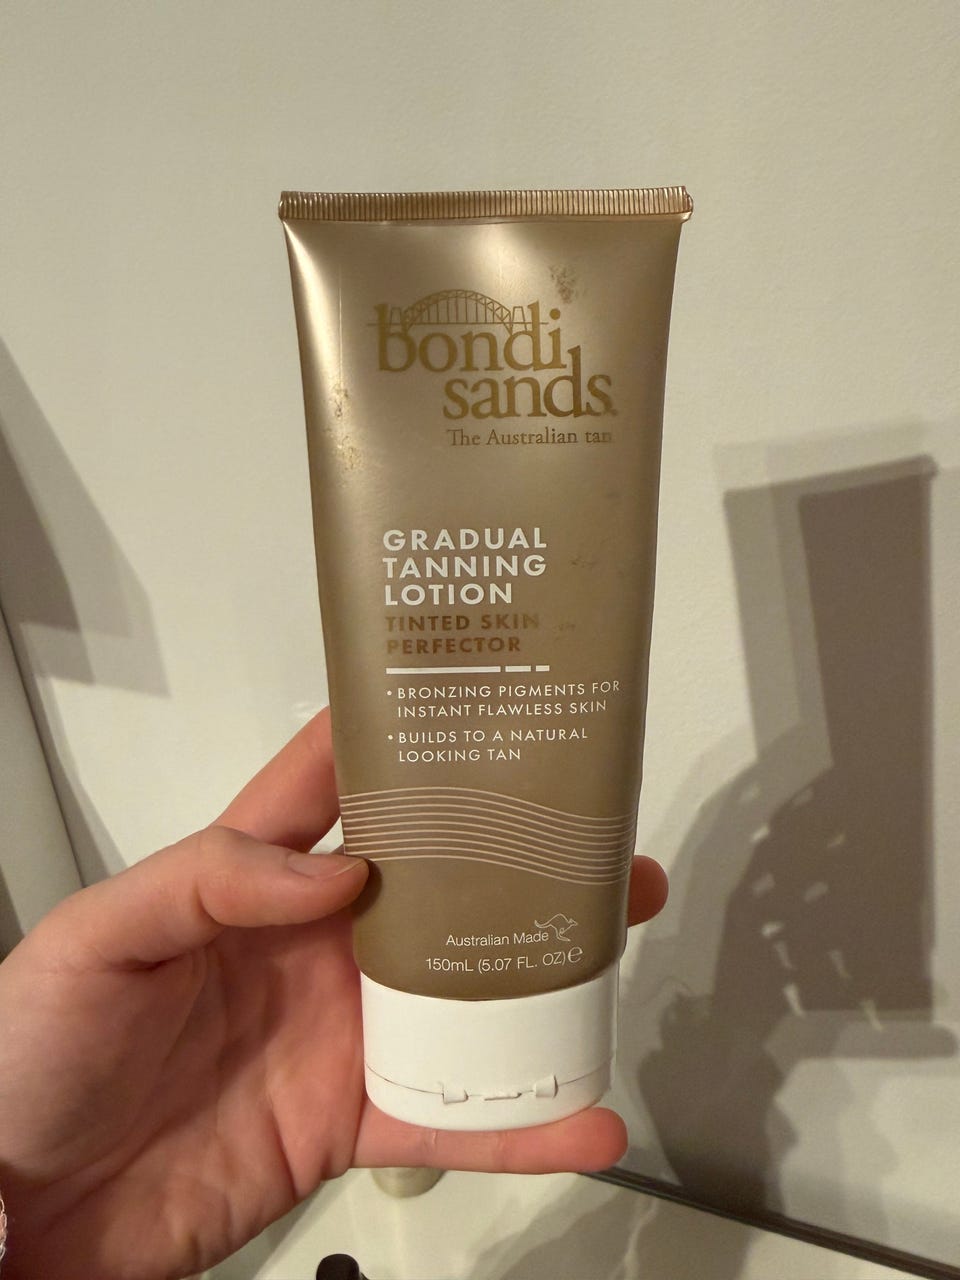 bondi
sands.
The Australian tan
GRADUAL
TANNING
LOTION
TINTED SKIN
PERFECTOR
• BRONZING PIGMENTS FOR
INSTANT FLAWLESS SKIN
• BUILDS TO A NATURAL
LOOKING TAN
Australian Made
150mL (5.07 FL. OZ) ℮